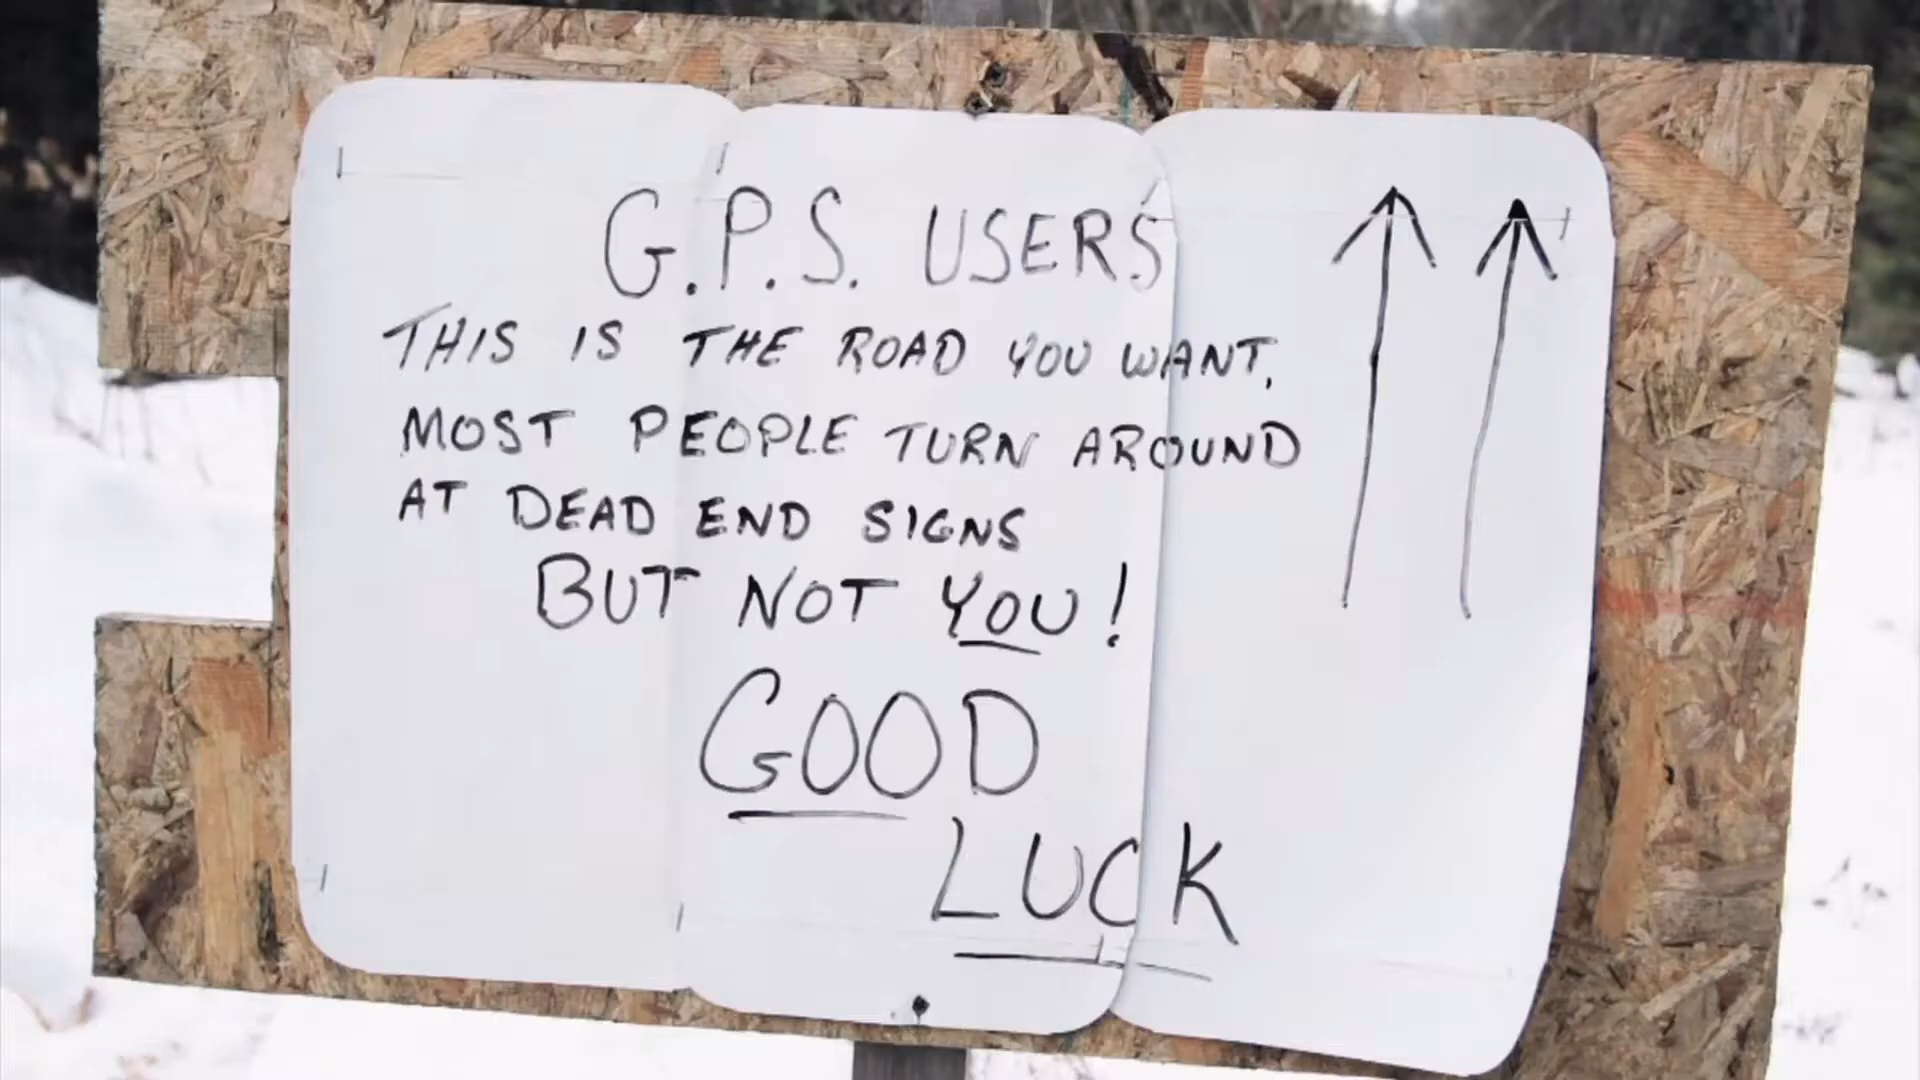 G.P.S. USERS
THIS IS THE ROAD YOU WANT,
MOST PEOPLE TURN AROUND
AT DEAD END SIGNS
BUT NOT YOU!
GOOD
LUCK